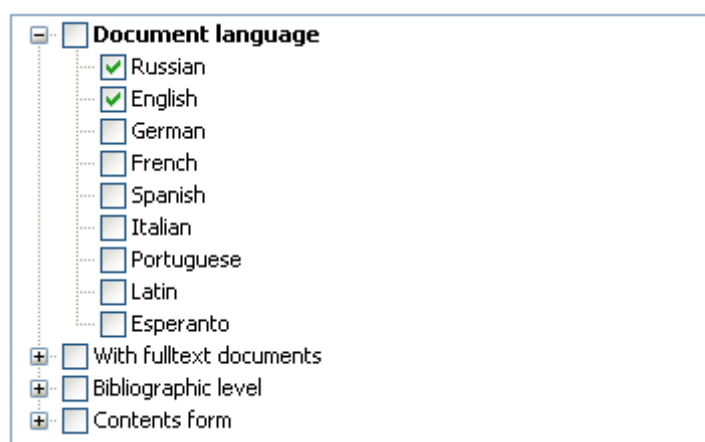 Document language
Russian
English
German
French
Spanish
Italian
Portuguese
Latin
Esperanto
With fulltext documents
Bibliographic level
Contents form